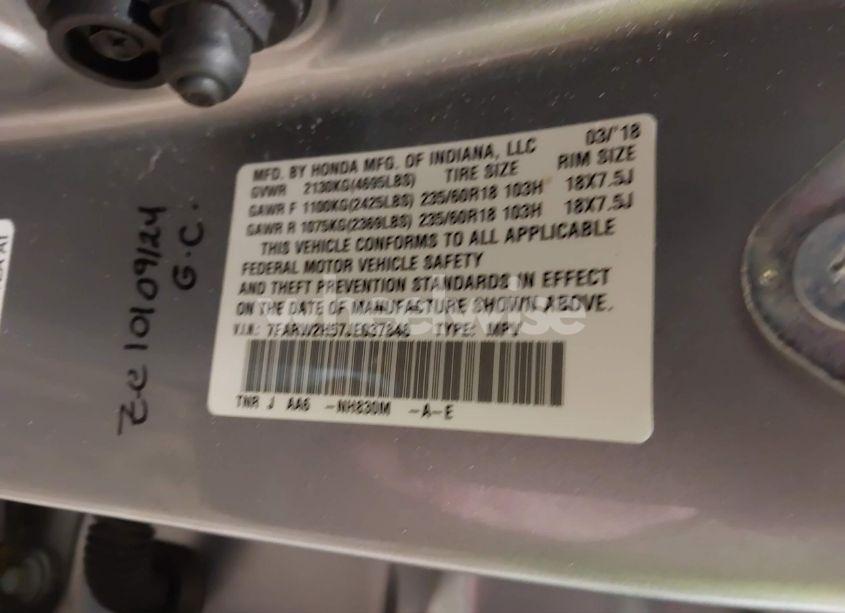 MFD. BY HONDA MFG. OF INDIANA, LLC 03/'18
GVWR 2130KG(4695LBS) TIRE SIZE RIM SIZE
GAWR F 1100KG(2425LBS) 235/60R18 103H 18X7.5J
GAWR R 1075KG(2369LBS) 235/60R18 103H 18X7.5J
THIS VEHICLE CONFORMS TO ALL APPLICABLE
FEDERAL MOTOR VEHICLE SAFETY
AND THEFT PREVENTION STANDARDS IN EFFECT
ON THE DATE OF MANUFACTURE SHOWN ABOVE.
V.I.N.: TYPE: MPV
TNR J AA6 -NH830M -A-E
10109/24
G.C.